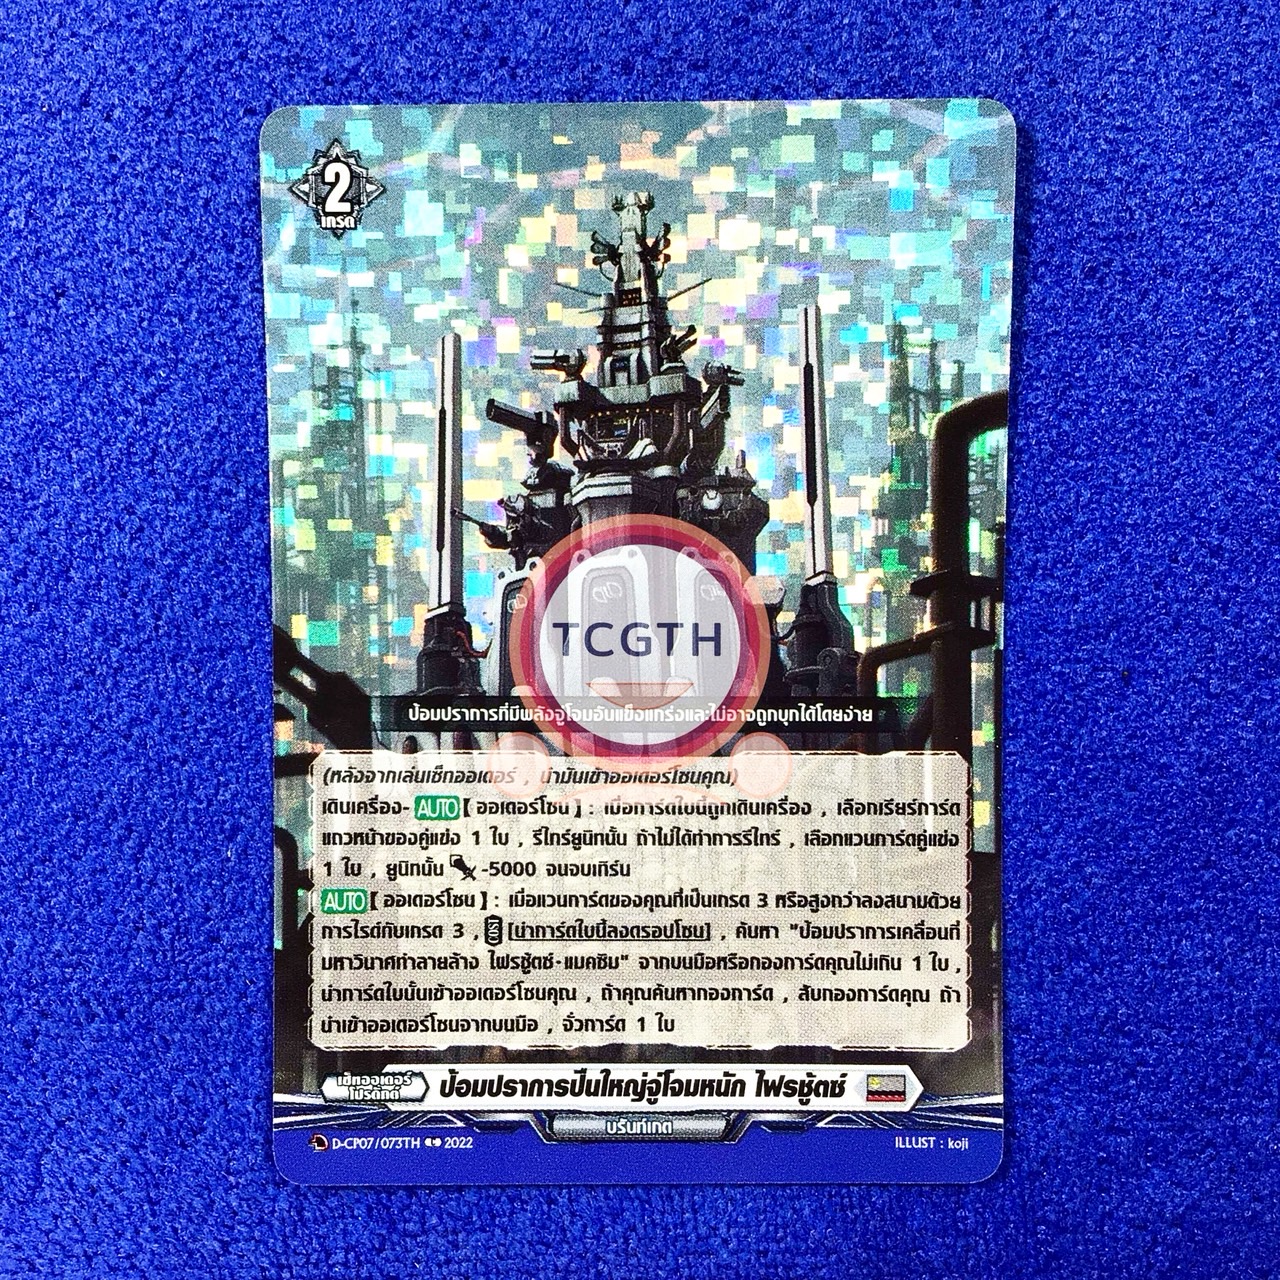 2
เกรด
TCGTH
ป้อมปราการที่มีพลังจู่โจมอันแข็งแกร่งและไม่อาจถูกบุกได้โดยง่าย
(หลังจากเล่นเซ็ทออเดอร์ , นำมันเข้าออเดอร์โซนคุณ)
เดินเครื่อง- AUTO【ออเดอร์โซน】: เมื่อการ์ดใบนี้ถูกเดินเครื่อง , เลือกเรียร์การ์ด
แถวหน้าของคู่แข่ง 1 ใบ , รีไทร์ยูนิทนั้น ถ้าไม่ได้ทำการรีไทร์ , เลือกแวนการ์ดคู่แข่ง
1 ใบ , ยูนิทนั้น -5000 จนจบเทิร์น
AUTO【ออเดอร์โซน】: เมื่อแวนการ์ดของคุณที่เป็นเกรด 3 หรือสูงกว่าลงสนามด้วย
การไรด์ทับเกรด 3 , COST [นำการ์ดใบนี้ลงดรอปโซน] , ค้นหา "ป้อมปราการเคลื่อนที่
มหาวินาศทำลายล้าง ไฟรชู้ตซ์-แมคซิม" จากบนมือหรือกองการ์ดคุณไม่เกิน 1 ใบ ,
นำการ์ดใบนั้นเข้าออเดอร์โซนคุณ , ถ้าคุณค้นหากองการ์ด , สับกองการ์ดคุณ ถ้า
นำเข้าออเดอร์โซนจากบนมือ , จั่วการ์ด 1 ใบ
เซ็ทออเดอร์
โปรดักต์
ป้อมปราการปืนใหญ่จู่โจมหนัก ไฟรชู้ตซ์
บรันท์เกต
D-CP07/073TH 2022
ILLUST : koji